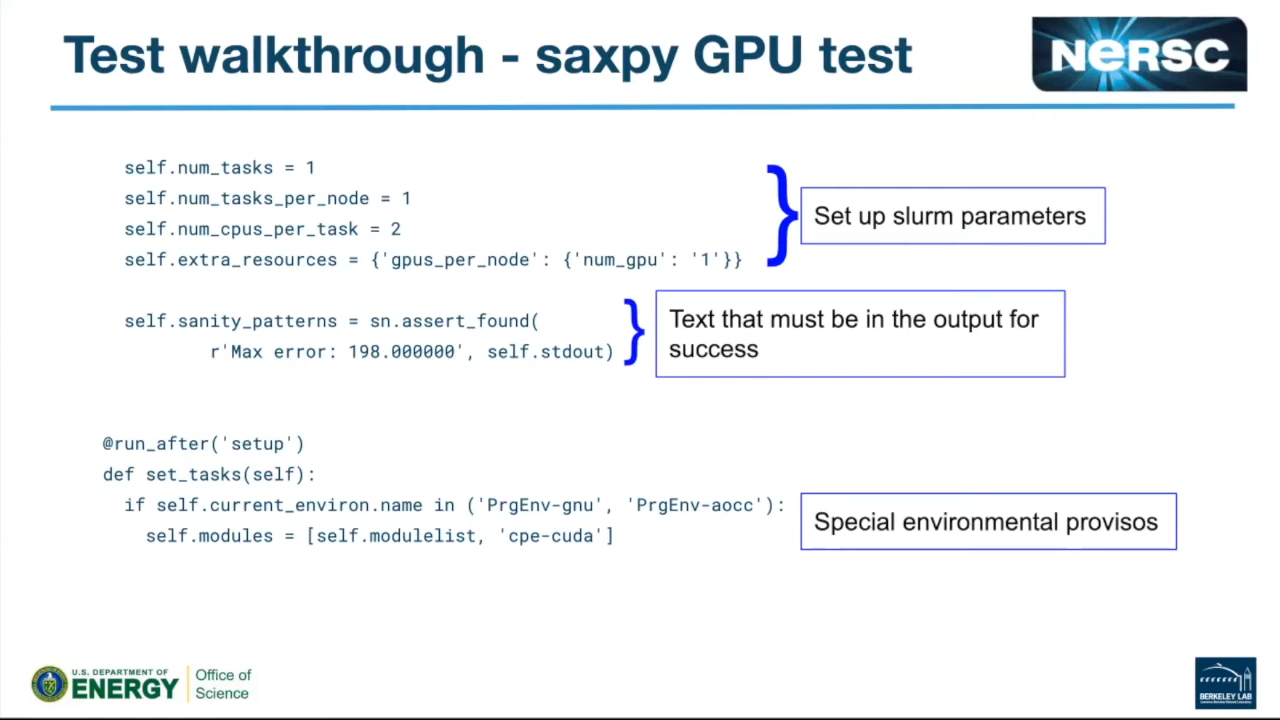 Test walkthrough - saxpy GPU test
NERSC
self.num_tasks = 1
self.num_tasks_per_node = 1
self.num_cpus_per_task = 2
self.extra_resources = {'gpus_per_node': {'num_gpu': '1'}}
}
Set up slurm parameters
self.sanity_patterns = sn.assert_found(
r'Max error: 198.000000', self.stdout)
}
Text that must be in the output for
success
@run_after('setup')
def set_tasks(self):
if self.current_environ.name in ('PrgEnv-gnu', 'PrgEnv-aocc'):
self.modules = [self.modulelist, 'cpe-cuda']
Special environmental provisos
U.S. DEPARTMENT OF
ENERGY
Office of
Science
BERKELEY LAB